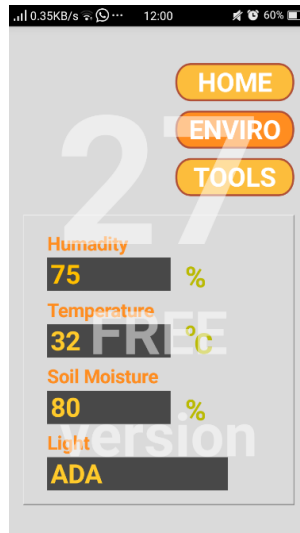 0.35KB/s ··· 12:00 60%
HOME
ENVIRO
TOOLS
27
Humadity
75 %
Temperature
32 °C
FREE
Soil Moisture
80 %
version
Light
ADA